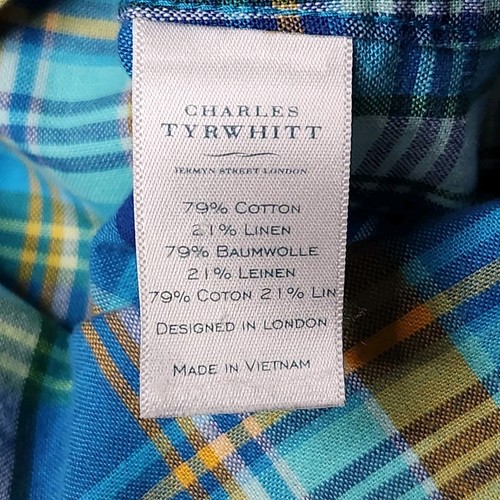 CHARLES
TYRWHITT
JERMYN STREET LONDON
79% COTTON
21% LINEN
79% BAUMWOLLE
21% LEINEN
79% COTON 21% LIN
DESIGNED IN LONDON
MADE IN VIETNAM